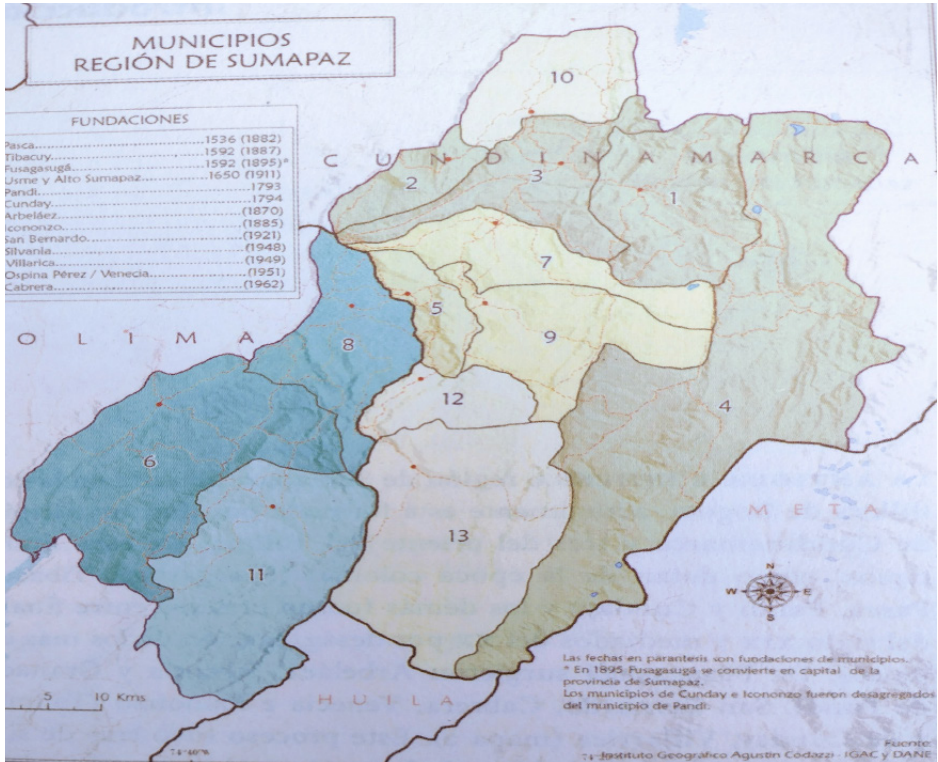 MUNICIPIOS
REGIÓN DE SUMAPAZ
FUNDACIONES
Pasca 1536 (1882)
Tibacuy 1592 (1887)
Fusagasugá 1592 (1895)*
Usme y Alto Sumapaz 1650 (1911)
Pandi 1793
Cunday 1794
Arbeláez (1870)
Icononzo (1885)
San Bernardo (1921)
Silvania (1948)
Villarica (1949)
Ospina Pérez / Venecia (1951)
Cabrera (1962)
CUNDINAMARCA
OLIMA
META
HUILA
10
2
3
1
7
5
8
9
12
4
6
13
11
N
W E
S
5 10 Kms
Las fechas en paréntesis son fundaciones de municipios.
* En 1895 Fusagasugá se convierte en capital de la
provincia de Sumapaz.
Los municipios de Cunday e Icononzo fueron desagregados
del municipio de Pandi.
Fuente:
Instituto Geográfico Agustín Codazzi - IGAC y DANE